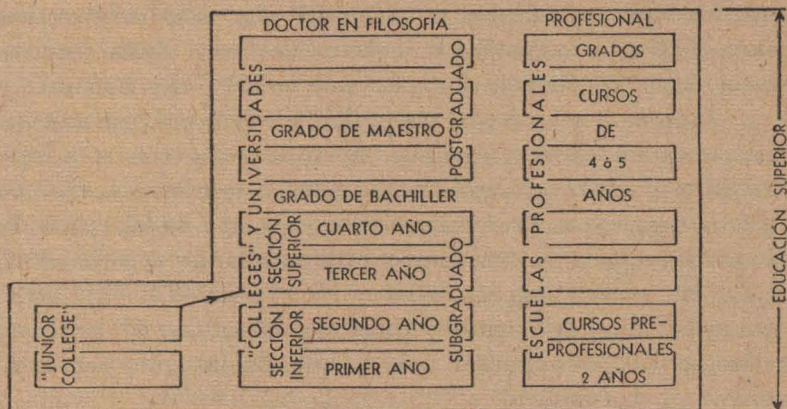 DOCTOR EN FILOSOFÍA
"COLLEGES" Y UNIVERSIDADES
POSTGRADUADO
GRADO DE MAESTRO
GRADO DE BACHILLER
SECCIÓN
SUPERIOR
CUARTO AÑO
TERCER AÑO
SUBGRADUADO
SECCIÓN
INFERIOR
SEGUNDO AÑO
PRIMER AÑO
"JUNIOR
COLLEGE"
PROFESIONAL
ESCUELAS PROFESIONALES
GRADOS
CURSOS
DE
4 ó 5
AÑOS
CURSOS PRE-
PROFESIONALES
2 AÑOS
EDUCACIÓN SUPERIOR